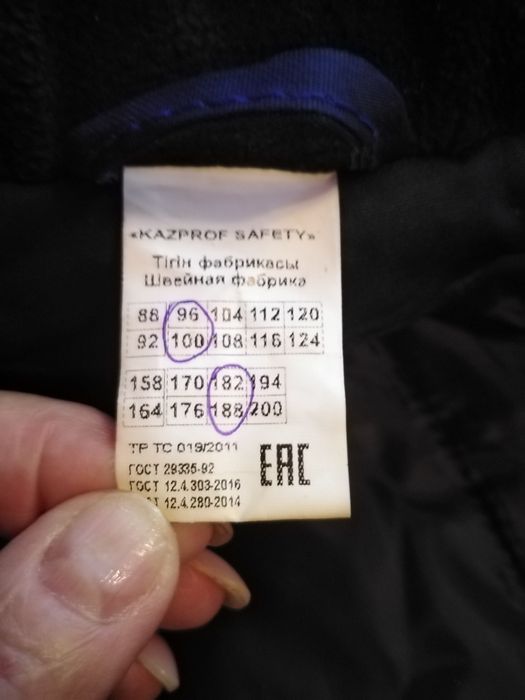 «KAZPROF SAFETY»
Тігін фабрикасы
Швейная фабрика
88 96 104 112 120
92 100 108 116 124
158 170 182 194
164 176 188 200
ТР ТС 019/2011
ГОСТ 29335-92
ГОСТ 12.4.303-2016
Т 12.4.280-2014
EAC